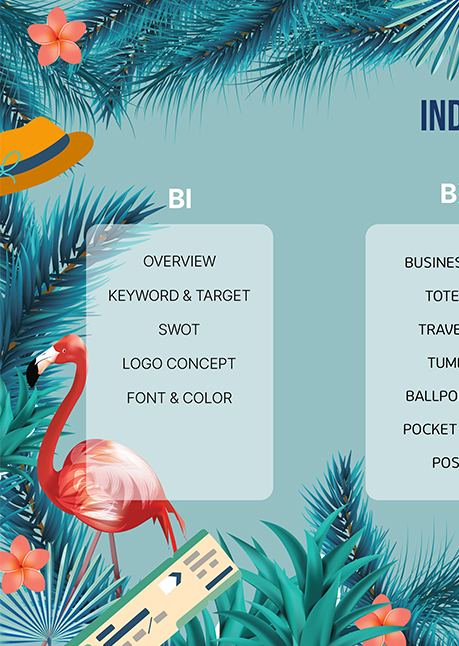 IND
BI
B
OVERVIEW
KEYWORD & TARGET
SWOT
LOGO CONCEPT
FONT & COLOR
BUSINES
TOTE
TRAVE
TUM
BALLPO
POCKET
POS